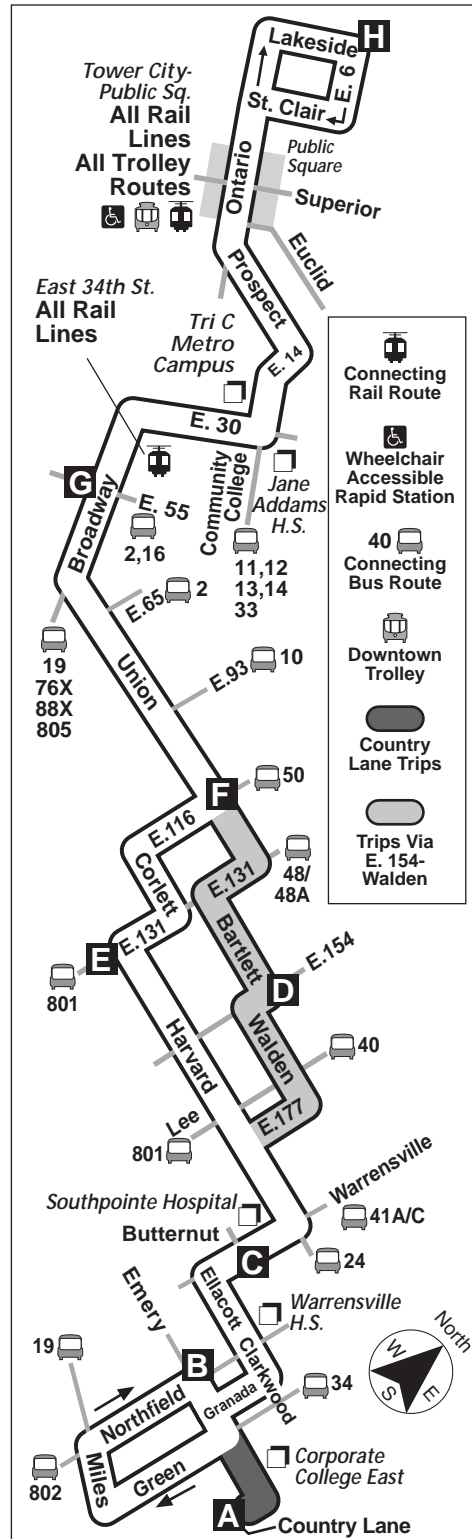 H
Lakeside
E. 6
St. Clair
Tower City-
Public Sq.
All Rail
Lines
All Trolley
Routes
Public
Square
Ontario
Superior
Euclid
Prospect
East 34th St.
All Rail
Lines
Tri C
Metro
Campus
E. 14
E. 30
Community
College
Jane
Addams
H.S.
G
Broadway
E. 55
2,16
11,12
13,14
33
E.65
2
19
76X
88X
805
Union
E.93
10
F
50
E.116
Corlett
E.131
48/
48A
E
E.131
801
Bartlett
D
E.154
Harvard
Walden
40
Lee
801
E.177
Southpointe Hospital
Butternut
Warrensville
41A/C
C
24
Ellacott
Warrensville
H.S.
Emery
B
Clarkwood
Granada
19
Northfield
34
Miles
Green
802
Corporate
College East
A
Country Lane
Connecting
Rail Route
Wheelchair
Accessible
Rapid Station
40
Connecting
Bus Route
Downtown
Trolley
Country
Lane Trips
Trips Via
E. 154-
Walden
North
W
S
E